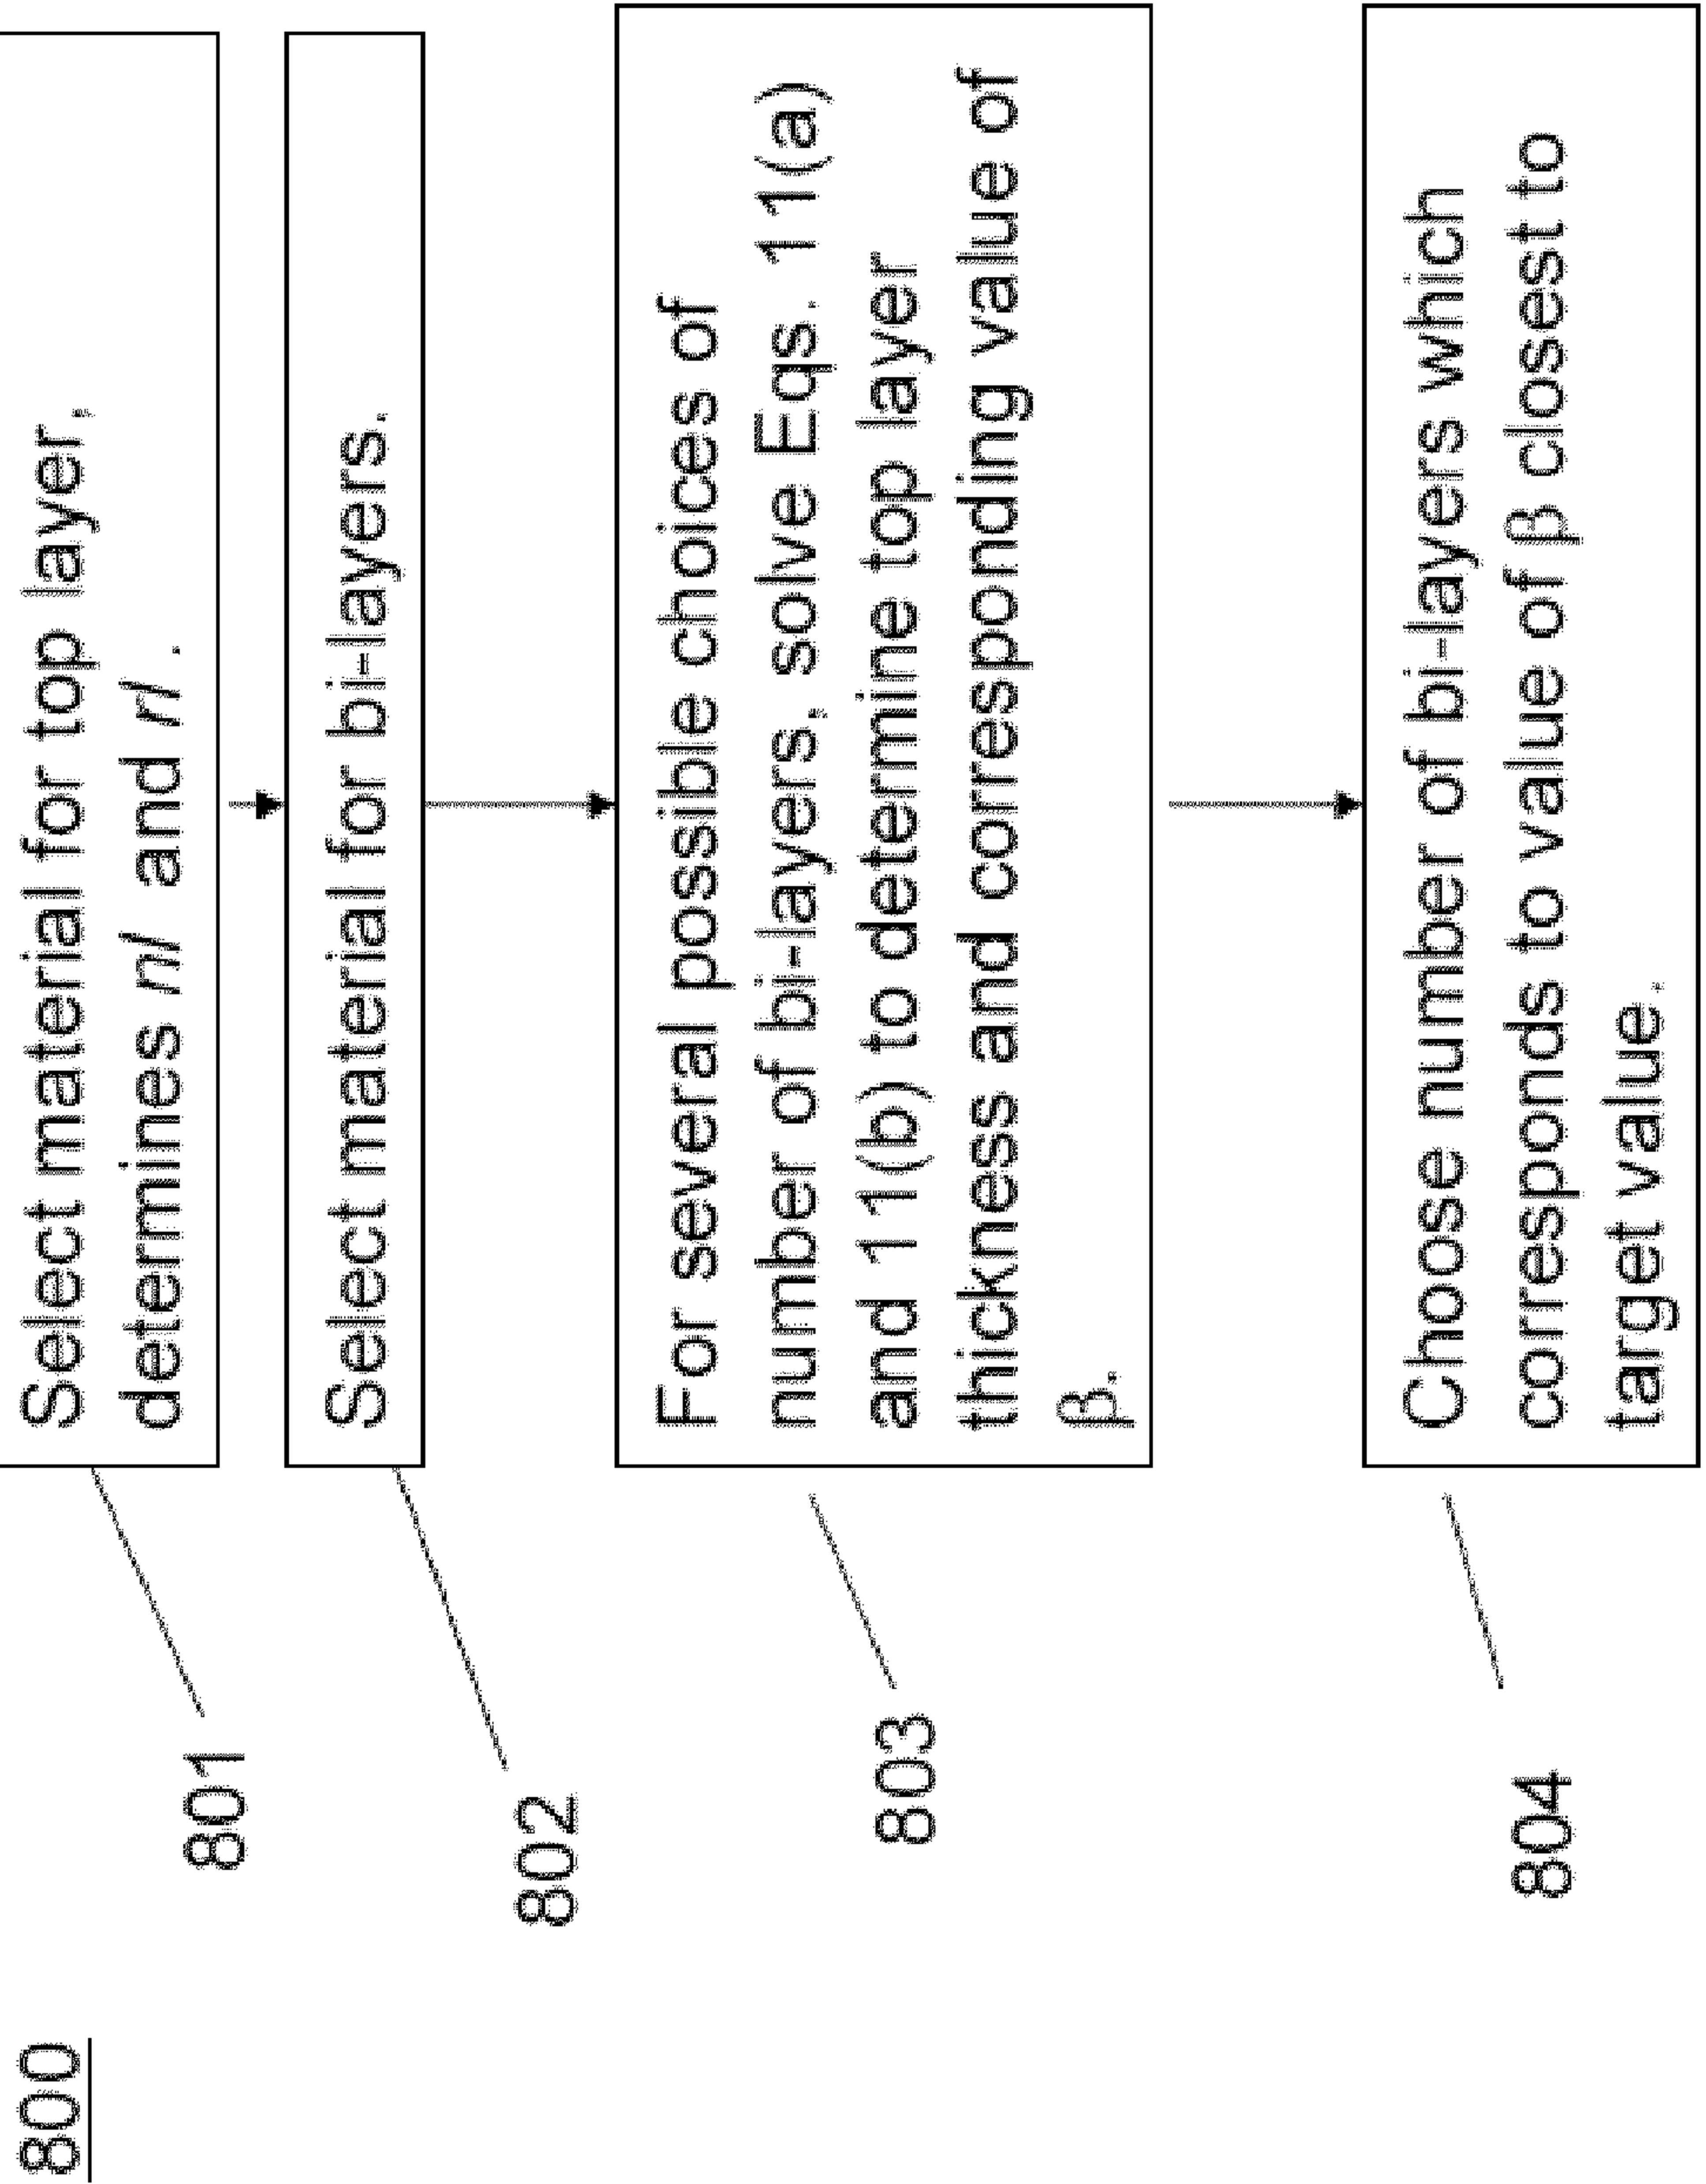 800
801
Select material for top layer,
determines nl and rl.
802
Select material for bi-layers.
803
For several possible choices of
number of bi-layers, solve Eqs. 11(a)
and 11(b) to determine top layer
thickness and corresponding value of
β.
804
Choose number of bi-layers which
corresponds to value of β closest to
target value.